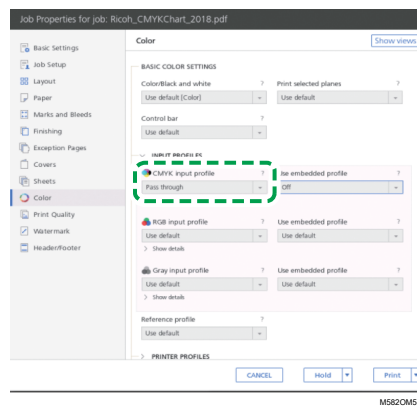 Job Properties for job: Ricoh_CMYKChart_2018.pdf
Color
Show views
Basic Settings
Job Setup
Layout
Paper
Marks and Bleeds
Finishing
Exception Pages
Covers
Sheets
Color
Print Quality
Watermark
Header/Footer
BASIC COLOR SETTINGS
Color/Black and white ? Print selected planes ?
Use default [Color] Use default
Control bar ?
Use default
INPUT PROFILES
CMYK input profile ? Use embedded profile ?
Pass through Off
RGB input profile ? Use embedded profile ?
Use default Use default
> Show details
Gray input profile ? Use embedded profile ?
Use default Use default
> Show details
Reference profile ?
Use default
> PRINTER PROFILES
CANCEL Hold Print
M582OM5